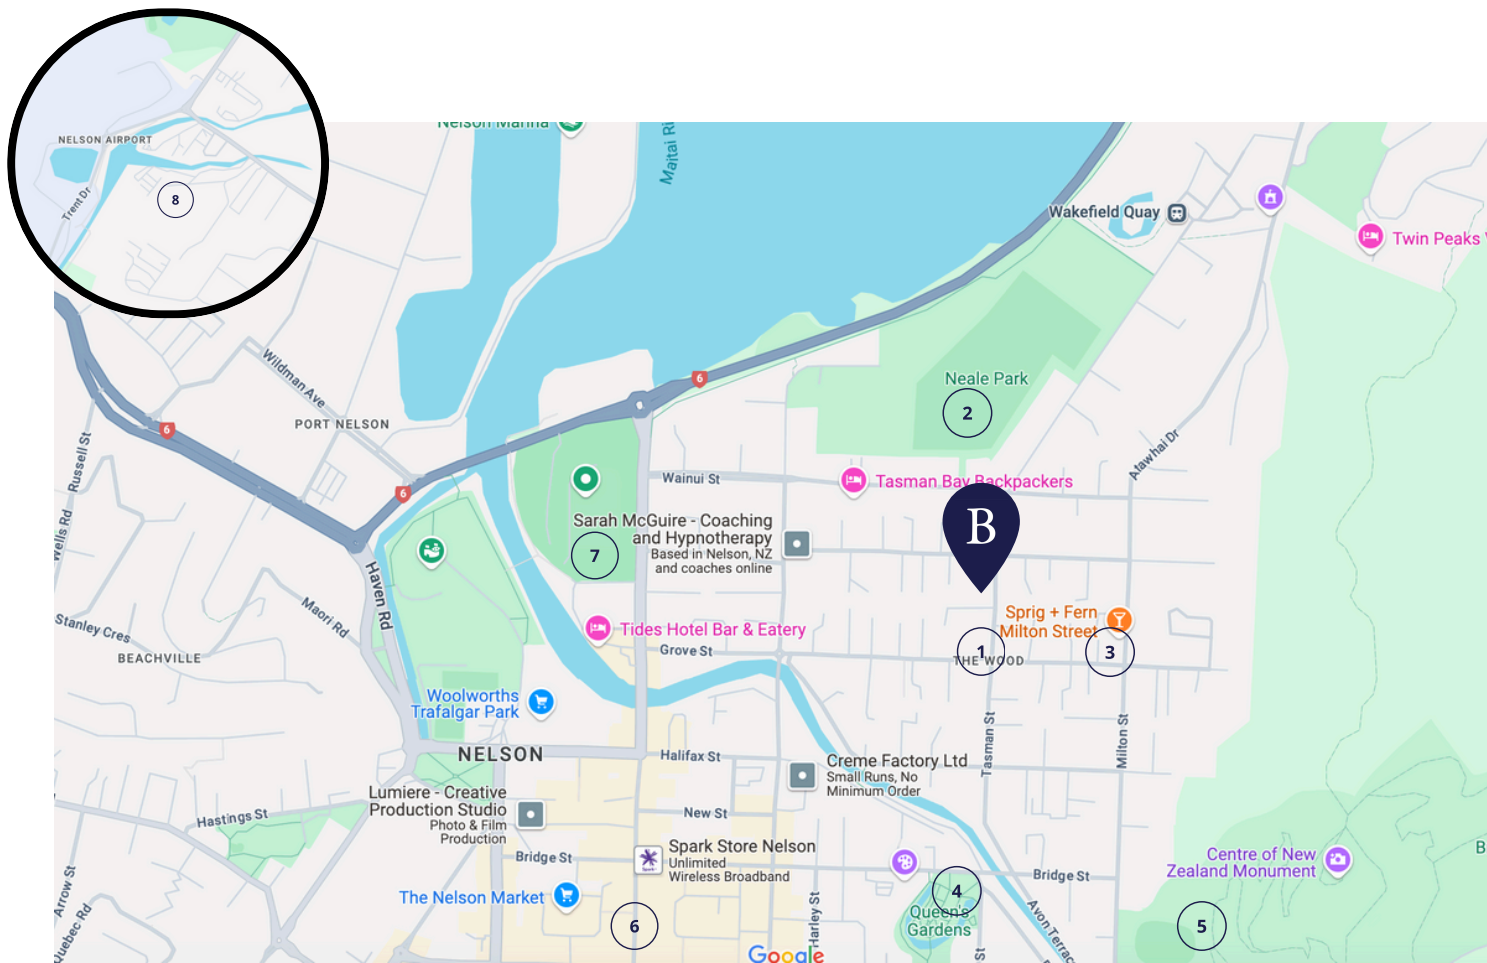 NELSON AIRPORT
Trent Dr
8
Nelson Marina
Maitai Ri
Wakefield Quay
Twin Peaks
Wildman Ave
PORT NELSON
6
6
6
Neale Park
2
Russell St
Wells Rd
Atawhai Dr
Wainui St
Tasman Bay Backpackers
B
Sarah McGuire - Coaching
and Hypnotherapy
Based in Nelson, NZ
and coaches online
7
Haven Rd
Maori Rd
Stanley Cres
BEACHVILLE
Tides Hotel Bar & Eatery
Grove St
Sprig + Fern
Milton Street
1
THE WOOD
3
Woolworths
Trafalgar Park
NELSON
Halifax St
Tasman St
Milton St
Creme Factory Ltd
Small Runs, No
Minimum Order
Lumiere - Creative
Production Studio
Photo & Film
Production
Hastings St
New St
Bridge St
Spark Store Nelson
Unlimited
Wireless Broadband
Spark
Centre of New
Zealand Monument
B
Bridge St
The Nelson Market
4
Queen's
Gardens
Arrow St
Quebec Rd
Harley St
Avon Terrac
St
6
5
Google